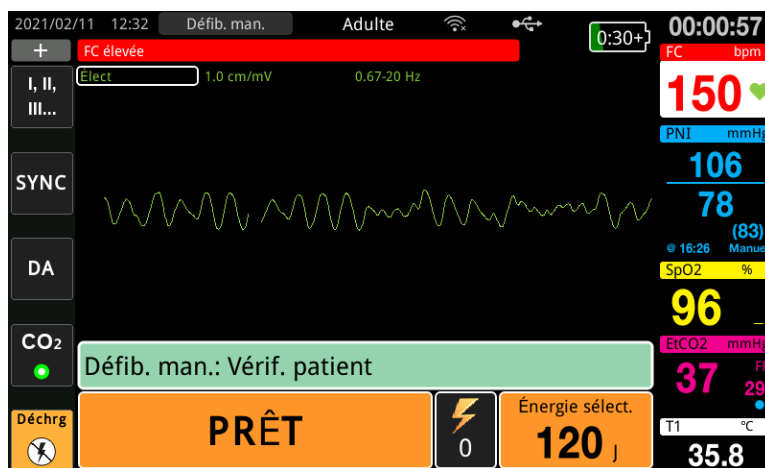 2021/02/11 12:32 Défib. man. Adulte 0:30+ 00:00:57
+ FC élevée FC bpm
I, II, III... Élect 1.0 cm/mV 0.67-20 Hz 150
PNI mmHg
106
SYNC 78
(83)
@ 16:26 Manue
DA SpO2 %
96
CO2 EtCO2 mmHg
Défib. man.: Vérif. patient 37 29
Déchrg PRÊT 0 Énergie sélect. T1 °C
120 J 35.8